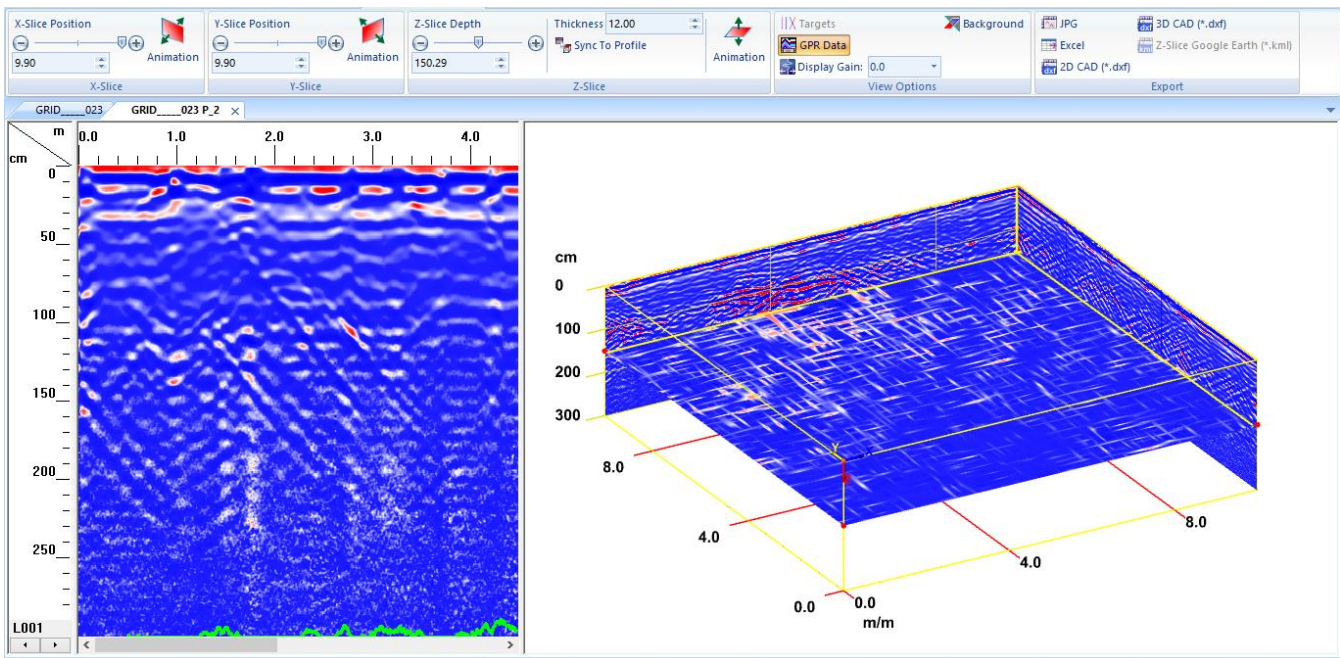 X-Slice Position
Animation
9.90
X-Slice
Y-Slice Position
Animation
9.90
Y-Slice
Z-Slice Depth
150.29
Thickness 12.00
Sync To Profile
Animation
Z-Slice
Targets
GPR Data
Display Gain: 0.0
Background
View Options
JPG
Excel
2D CAD (*.dxf)
3D CAD (*.dxf)
Z-Slice Google Earth (*.kml)
Export
GRID_____023
GRID_____023 P_2 ×
m
cm
0.0 1.0 2.0 3.0 4.0
0
50
100
150
200
250
L001
cm
0
100
200
300
8.0
4.0
0.0
Y
0.0
4.0
8.0
m/m